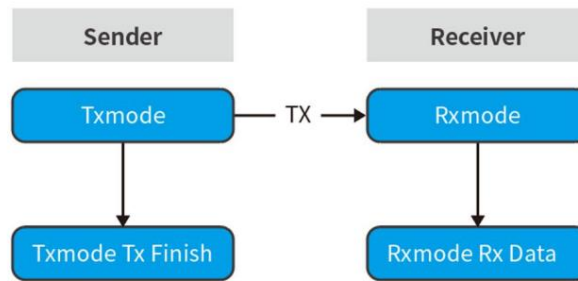 Sender
Receiver
Txmode
TX
Rxmode
Txmode Tx Finish
Rxmode Rx Data